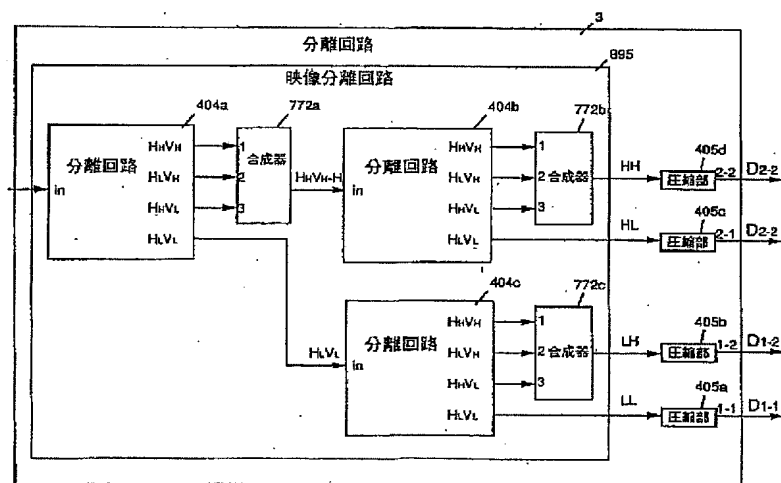 3
分離回路
895
映像分離回路
404a
772a
404b
772b
405d
分離回路
in
HHVH
HLVH
HHVL
HLVL
1
2
3
合成器
HHVH-H
分離回路
in
HHVH
HLVH
HHVL
HLVL
1
2
3
合成器
HH
圧縮部
2-2
D2-2
405c
HL
圧縮部
2-1
D2-2
404c
772c
HLVL
分離回路
in
HHVH
HLVH
HHVL
HLVL
1
2
3
合成器
405b
LH
圧縮部
1-2
D1-2
405a
LL
圧縮部
1-1
D1-1